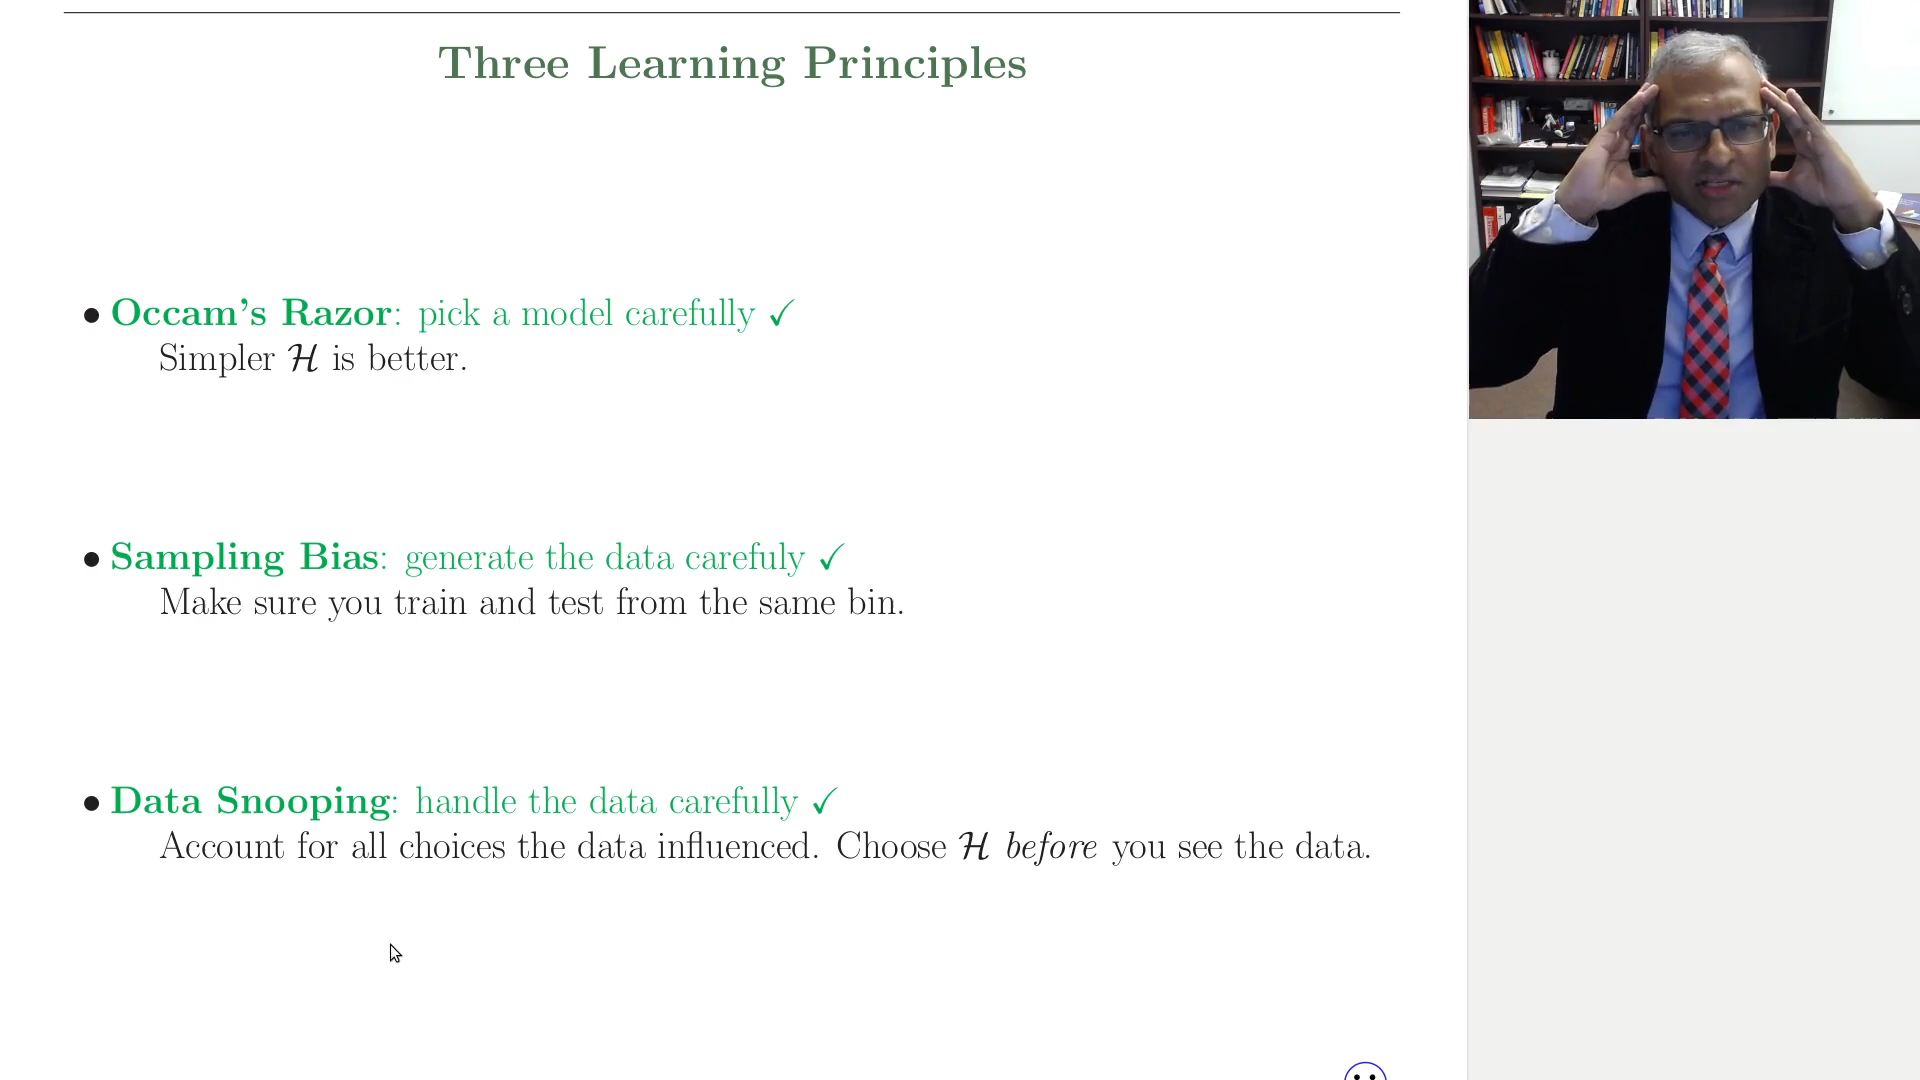 Three Learning Principles
• Occam's Razor: pick a model carefully ✓
Simpler ℋ is better.
• Sampling Bias: generate the data carefuly ✓
Make sure you train and test from the same bin.
• Data Snooping: handle the data carefully ✓
Account for all choices the data influenced. Choose ℋ before you see the data.